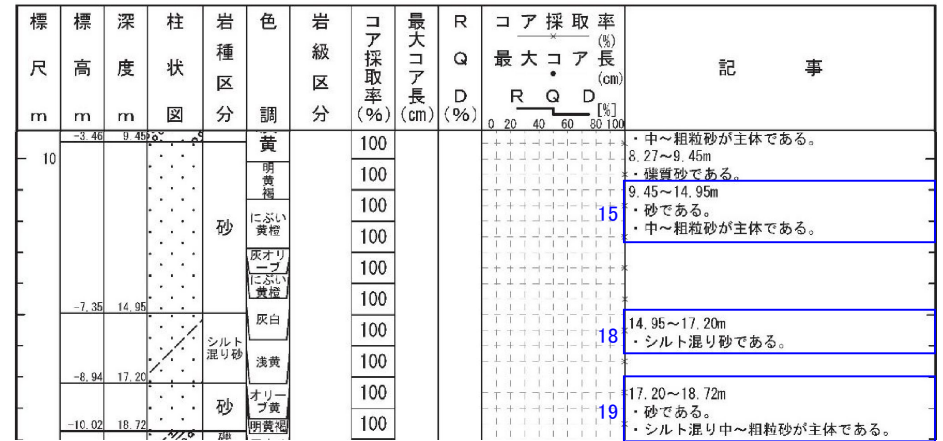 標尺m
標高m
深度m
柱状図
岩種区分
色調
岩級区分
コア採取率(%)
最大コア長(cm)
RQD(%)
コア採取率
(%)
最大コア長
(cm)
RQD
[%]
0 20 40 60 80 100
記事
-3.46 9.45
10
黄
明黄褐
にぶい黄橙
灰オリーブ
にぶい黄橙
砂
100
100
100
100
100
100
・中～粗粒砂が主体である。
8.27～9.45m
・礫質砂である。
15
9.45～14.95m
・砂である。
・中～粗粒砂が主体である。
-7.35 14.95
シルト混り砂
灰白
浅黄
100
100
18
14.95～17.20m
・シルト混り砂である。
-8.94 17.20
砂
オリーブ黄
明黄褐
100
100
19
17.20～18.72m
・砂である。
・シルト混り中～粗粒砂が主体である。
-10.02 18.72